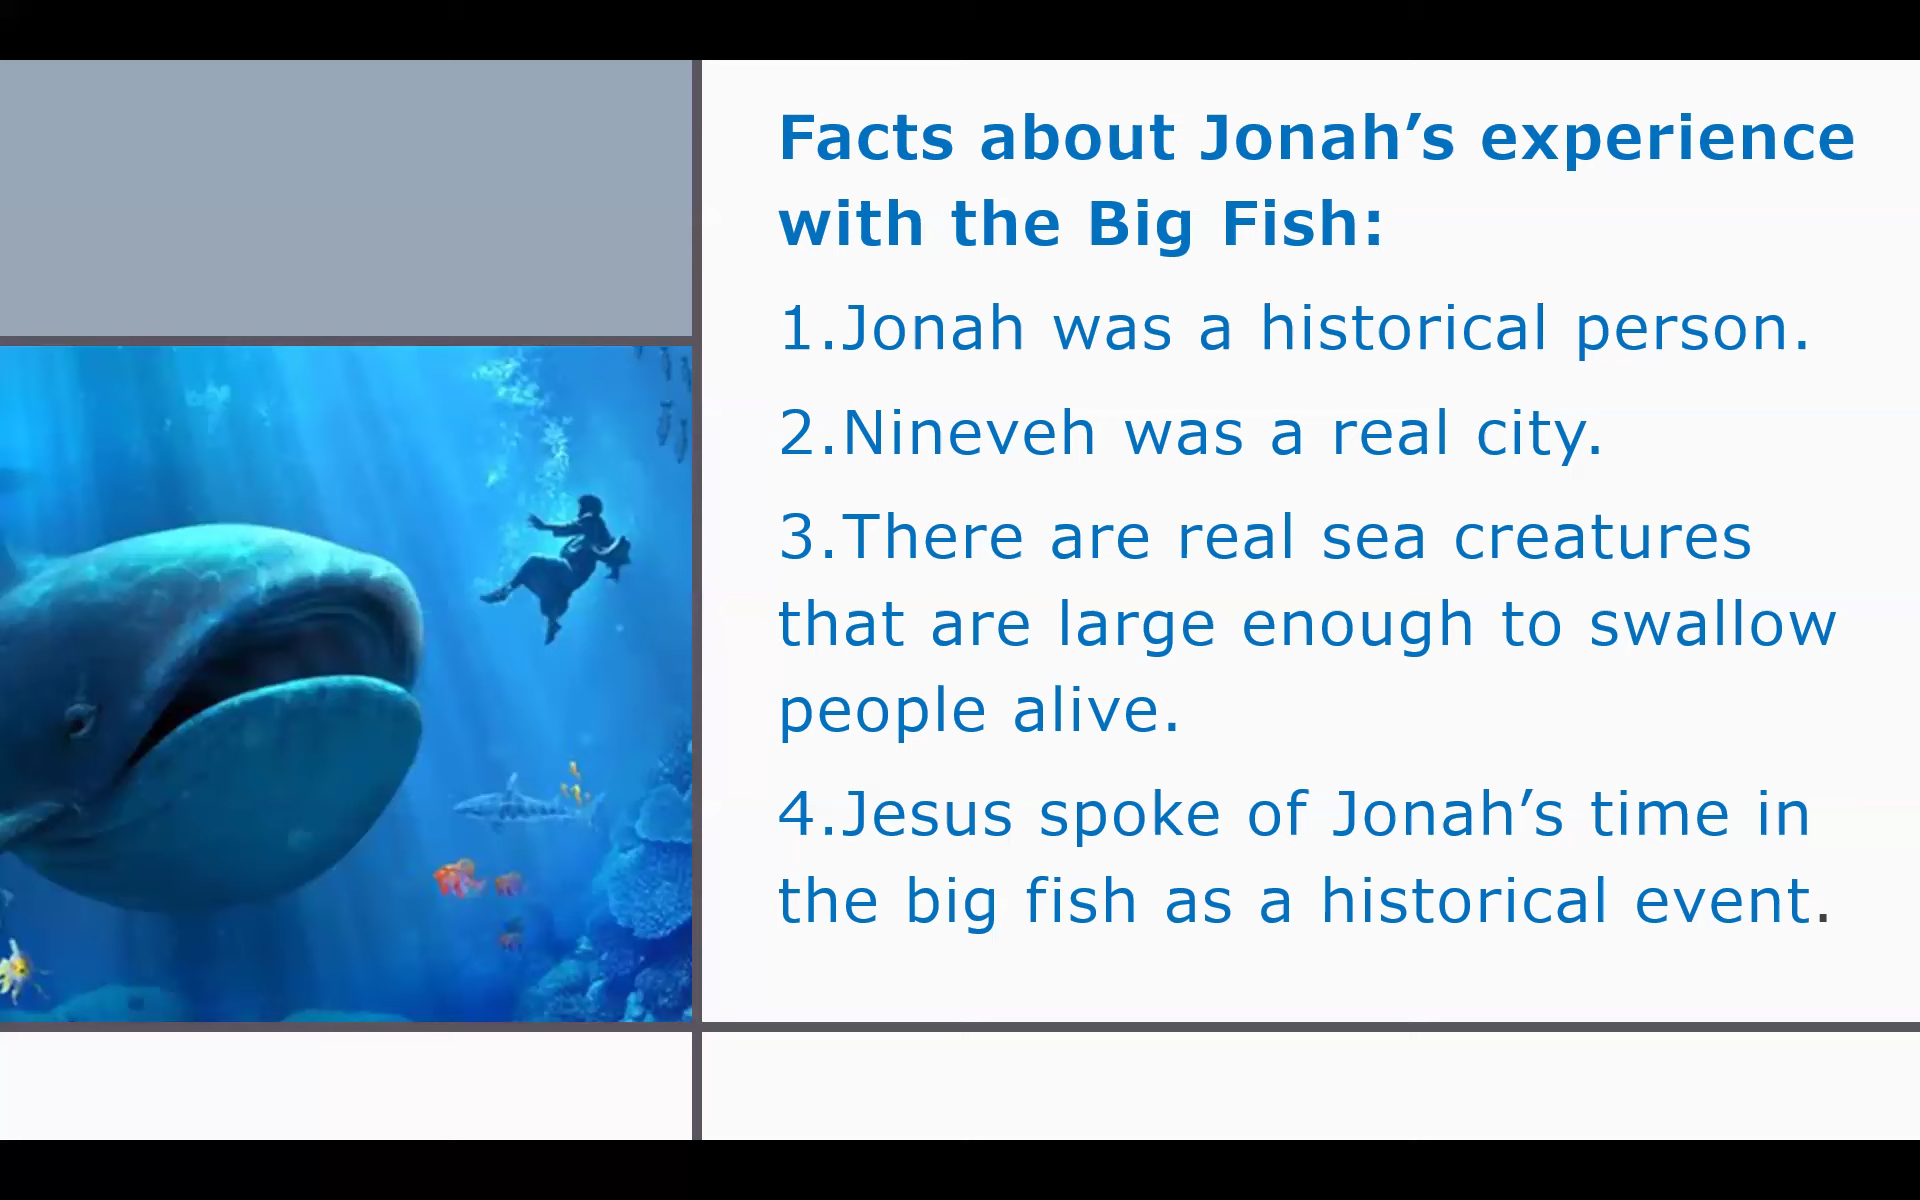 Facts about Jonah’s experience
with the Big Fish:
1.Jonah was a historical person.
2.Nineveh was a real city.
3.There are real sea creatures
that are large enough to swallow
people alive.
4.Jesus spoke of Jonah’s time in
the big fish as a historical event.